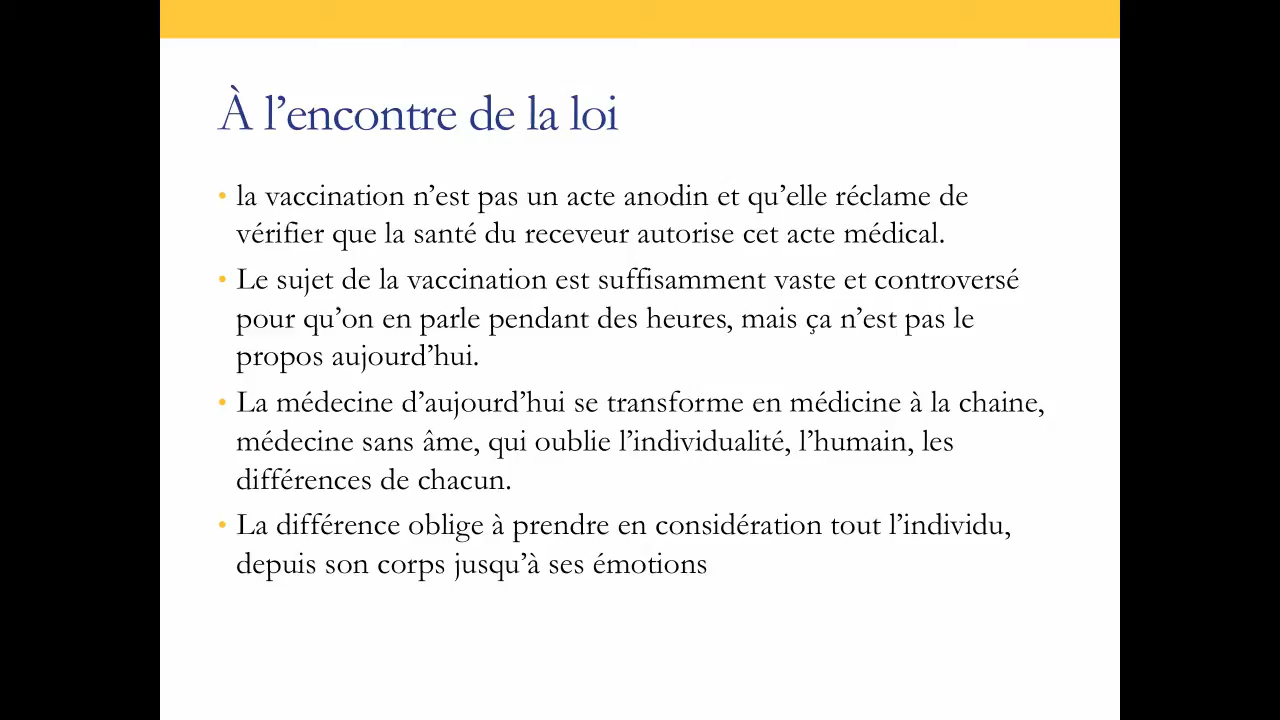 À l’encontre de la loi
• la vaccination n’est pas un acte anodin et qu’elle réclame de
vérifier que la santé du receveur autorise cet acte médical.
• Le sujet de la vaccination est suffisamment vaste et controversé
pour qu’on en parle pendant des heures, mais ça n’est pas le
propos aujourd’hui.
• La médecine d’aujourd’hui se transforme en médicine à la chaine,
médecine sans âme, qui oublie l’individualité, l’humain, les
différences de chacun.
• La différence oblige à prendre en considération tout l’individu,
depuis son corps jusqu’à ses émotions